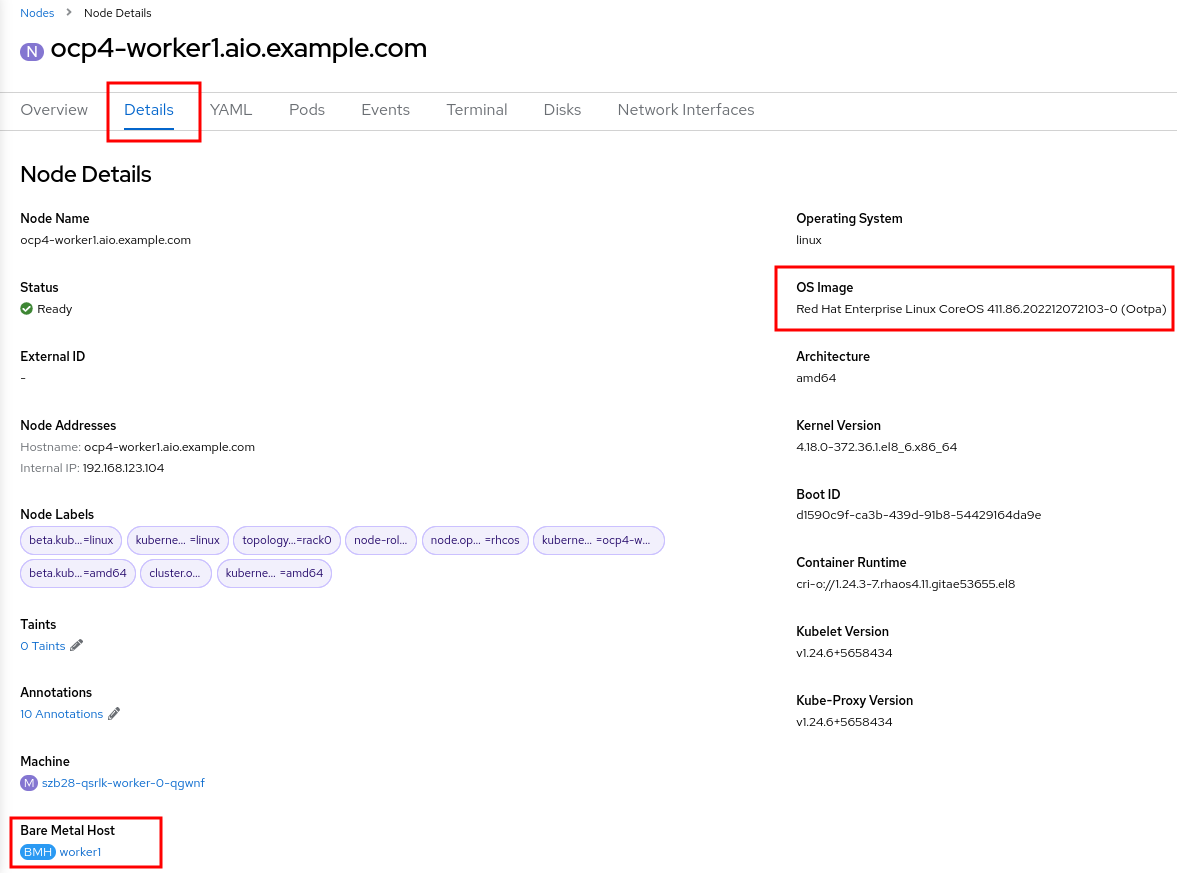 Nodes > Node Details
N ocp4-worker1.aio.example.com
Overview Details YAML Pods Events Terminal Disks Network Interfaces
Node Details
Node Name
ocp4-worker1.aio.example.com
Status
Ready
External ID
-
Node Addresses
Hostname: ocp4-worker1.aio.example.com
Internal IP: 192.168.123.104
Node Labels
beta.kub...=linux kuberne... =linux topology...=rack0 node-rol... node.op... =rhcos kuberne... =ocp4-w...
beta.kub...=amd64 cluster.o... kuberne... =amd64
Taints
0 Taints
Annotations
10 Annotations
Machine
M szb28-qsrlk-worker-0-qgwnf
Bare Metal Host
BMH worker1
Operating System
linux
OS Image
Red Hat Enterprise Linux CoreOS 411.86.202212072103-0 (Ootpa)
Architecture
amd64
Kernel Version
4.18.0-372.36.1.el8_6.x86_64
Boot ID
d1590c9f-ca3b-439d-91b8-54429164da9e
Container Runtime
cri-o://1.24.3-7.rhaos4.11.gitae53655.el8
Kubelet Version
v1.24.6+5658434
Kube-Proxy Version
v1.24.6+5658434